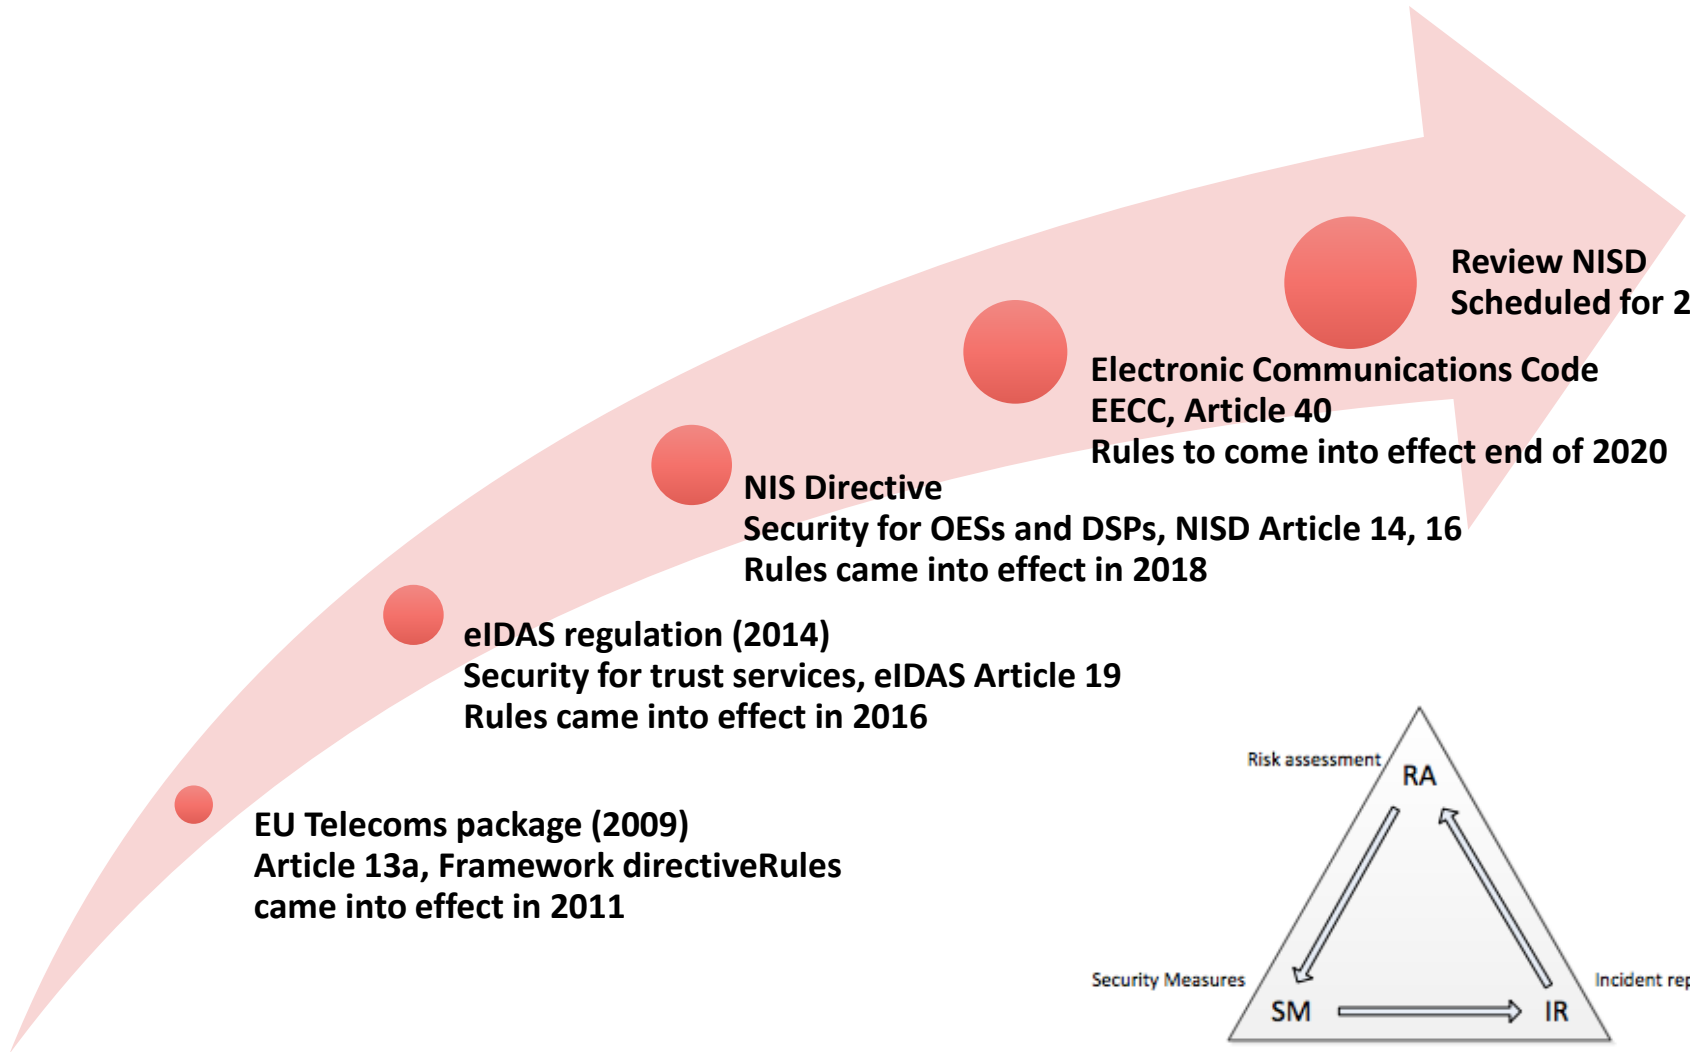 Review NISD
Scheduled for 2
Electronic Communications Code
EECC, Article 40
Rules to come into effect end of 2020
NIS Directive
Security for OESs and DSPs, NISD Article 14, 16
Rules came into effect in 2018
eIDAS regulation (2014)
Security for trust services, eIDAS Article 19
Rules came into effect in 2016
EU Telecoms package (2009)
Article 13a, Framework directiveRules
came into effect in 2011
Risk assessment
RA
Security Measures
SM
IR
Incident rep